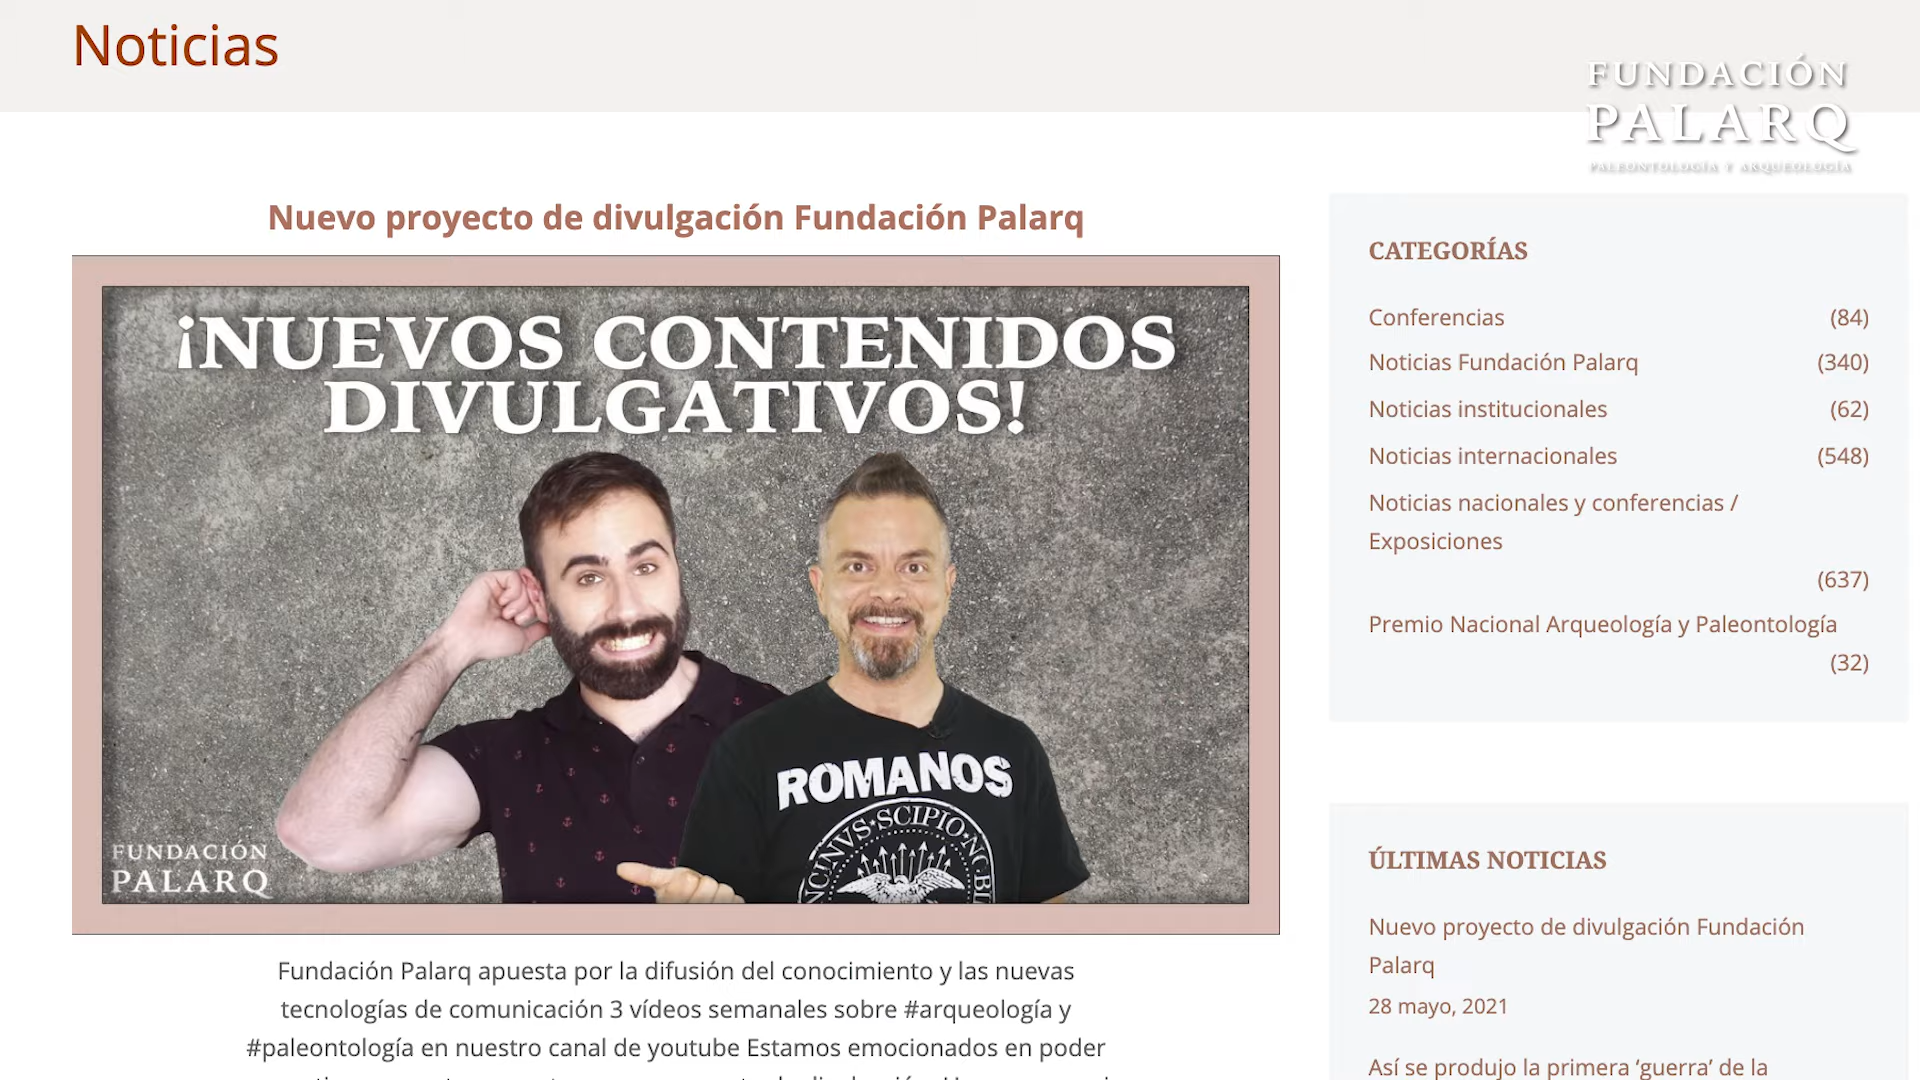 Noticias
FUNDACIÓN
PALARQ
PALEONTOLOGÍA Y ARQUEOLOGÍA
Nuevo proyecto de divulgación Fundación Palarq
¡NUEVOS CONTENIDOS
DIVULGATIVOS!
ROMANOS
SCIPIO
FUNDACIÓN
PALARQ
Fundación Palarq apuesta por la difusión del conocimiento y las nuevas
tecnologías de comunicación 3 vídeos semanales sobre #arqueología y
#paleontología en nuestro canal de youtube Estamos emocionados en poder
CATEGORÍAS
Conferencias (84)
Noticias Fundación Palarq (340)
Noticias institucionales (62)
Noticias internacionales (548)
Noticias nacionales y conferencias /
Exposiciones
(637)
Premio Nacional Arqueología y Paleontología
(32)
ÚLTIMAS NOTICIAS
Nuevo proyecto de divulgación Fundación
Palarq
28 mayo, 2021
Así se produjo la primera ‘guerra’ de la